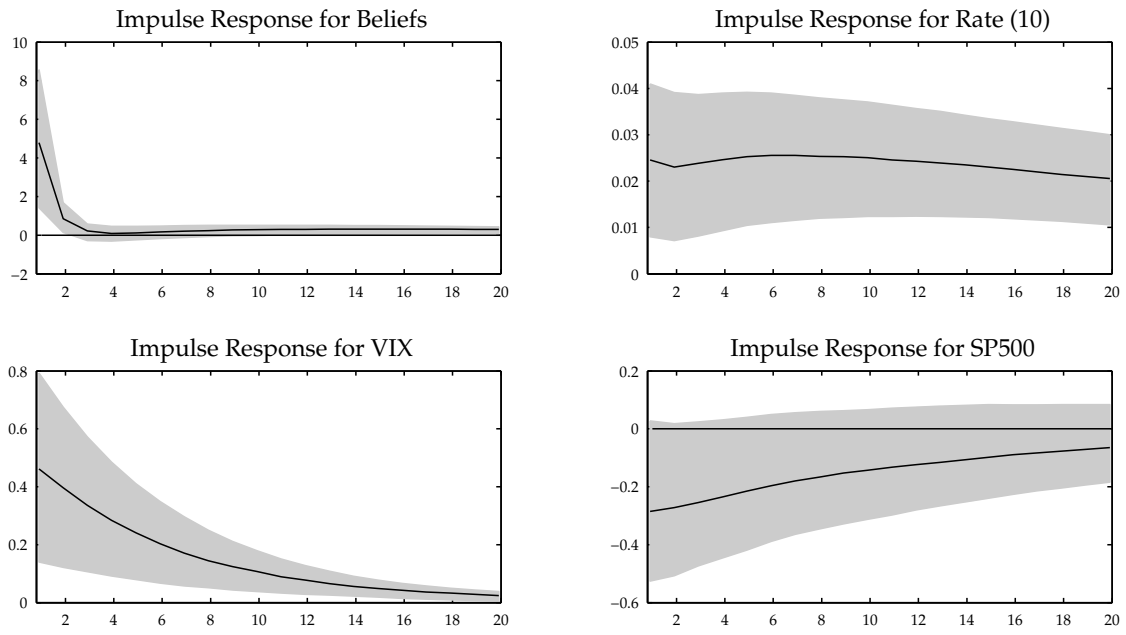 Impulse Response for Beliefs
10
8
6
4
2
0
−2
2 4 6 8 10 12 14 16 18 20
Impulse Response for Rate (10)
0.05
0.04
0.03
0.02
0.01
0
2 4 6 8 10 12 14 16 18 20
Impulse Response for VIX
0.8
0.6
0.4
0.2
0
2 4 6 8 10 12 14 16 18 20
Impulse Response for SP500
0.2
0
−0.2
−0.4
−0.6
2 4 6 8 10 12 14 16 18 20